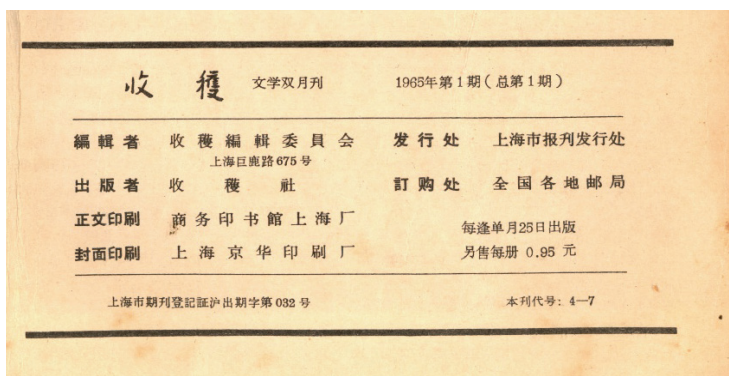 收穫 文学双月刊 1965年第1期(总第1期)
編輯者 收穫編輯委員会 发行处 上海市报刊发行处
上海巨鹿路675号
出版者 收穫社 訂购处 全国各地邮局
正文印刷 商务印书館上海厂
每逢单月25日出版
封面印刷 上海京华印刷厂 另售每册 0.95 元
上海市期刊登記証沪出期字第032号 本刊代号: 4—7